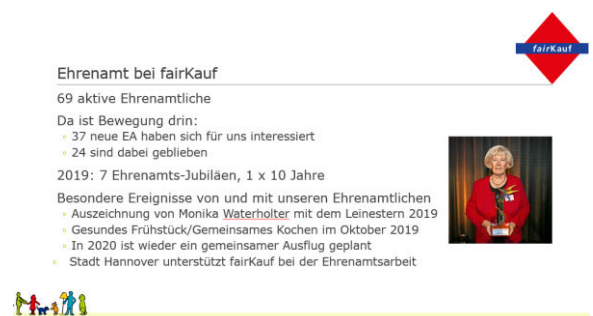 fairKauf
Ehrenamt bei fairKauf
69 aktive Ehrenamtliche
Da ist Bewegung drin:
37 neue EA haben sich für uns interessiert
24 sind dabei geblieben
2019: 7 Ehrenamts-Jubiläen, 1 x 10 Jahre
Besondere Ereignisse von und mit unseren Ehrenamtlichen
Auszeichnung von Monika Waterholter mit dem Leinestern 2019
Gesundes Frühstück/Gemeinsames Kochen im Oktober 2019
In 2020 ist wieder ein gemeinsamer Ausflug geplant
Stadt Hannover unterstützt fairKauf bei der Ehrenamtsarbeit